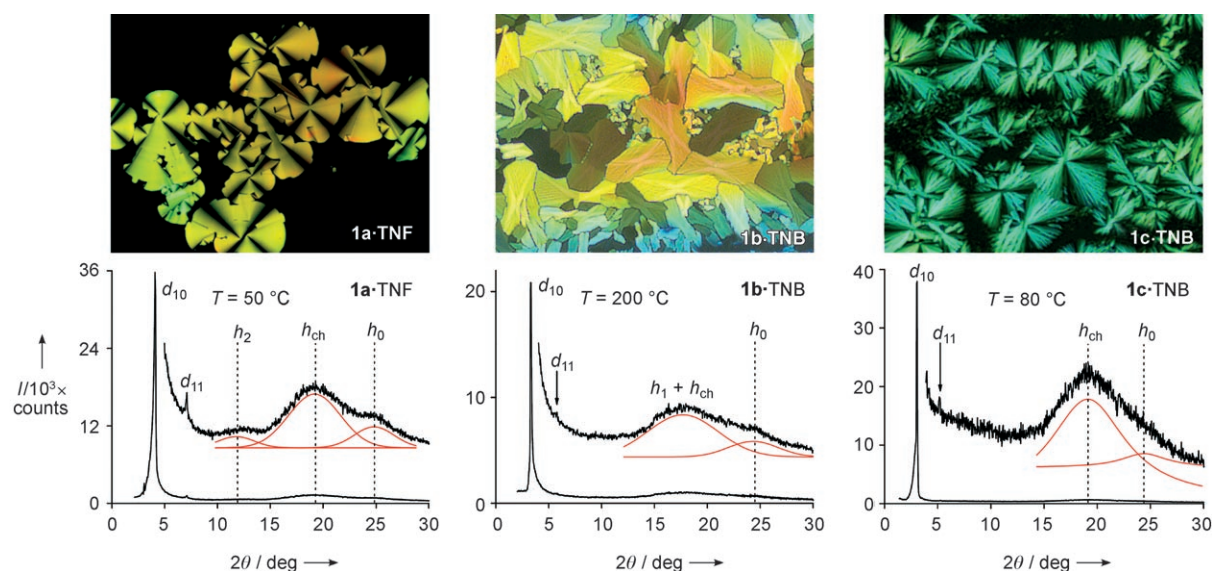 1a·TNF
1b·TNB
1c·TNB
36
24
12
0
I/10³×
counts
d₁₀
T = 50 °C
1a·TNF
h₂
h_ch
h₀
d₁₁
0 5 10 15 20 25 30
2θ / deg
20
10
0
d₁₀
T = 200 °C
1b·TNB
h₀
d₁₁
h₁ + h_ch
0 5 10 15 20 25 30
2θ / deg
40
30
20
10
0
d₁₀
T = 80 °C
1c·TNB
h_ch
h₀
d₁₁
0 5 10 15 20 25 30
2θ / deg